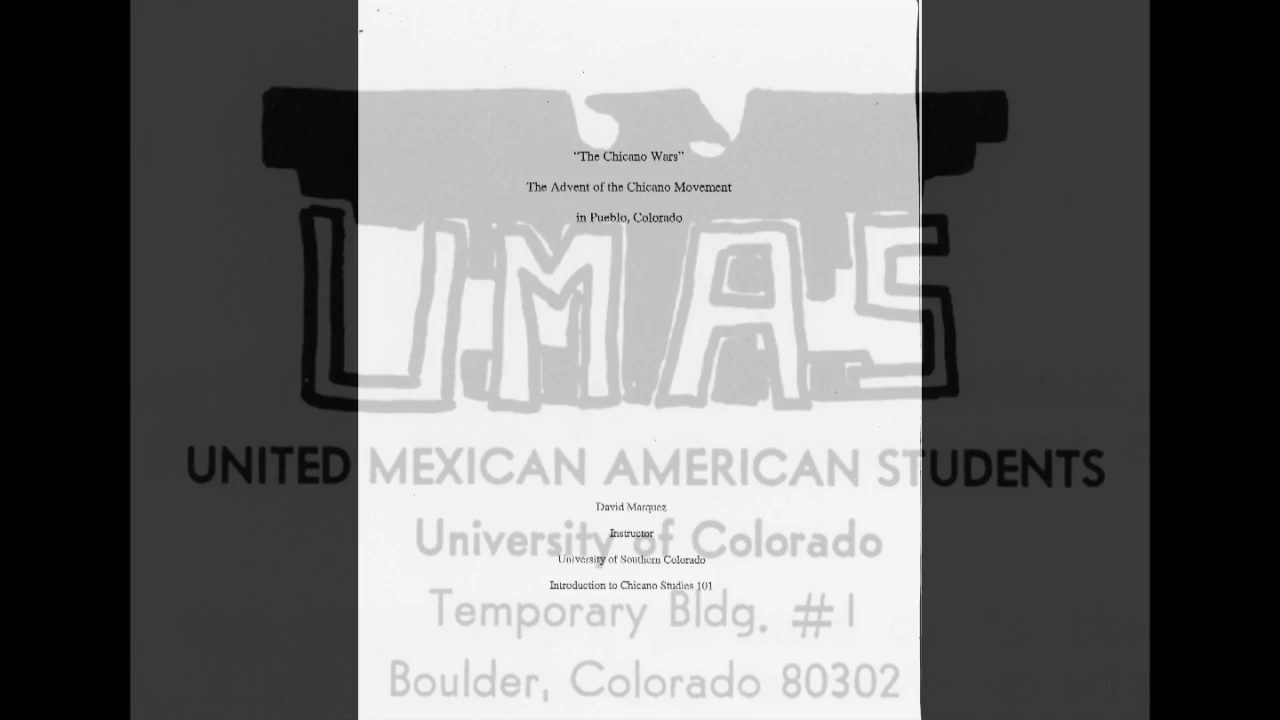 “The Chicano Wars”
The Advent of the Chicano Movement
in Pueblo, Colorado
UMAS
UNITED MEXICAN AMERICAN STUDENTS
David Marquez
Instructor
University of Colorado
University of Southern Colorado
Introduction to Chicano Studies 101
Temporary Bldg. #1
Boulder, Colorado 80302